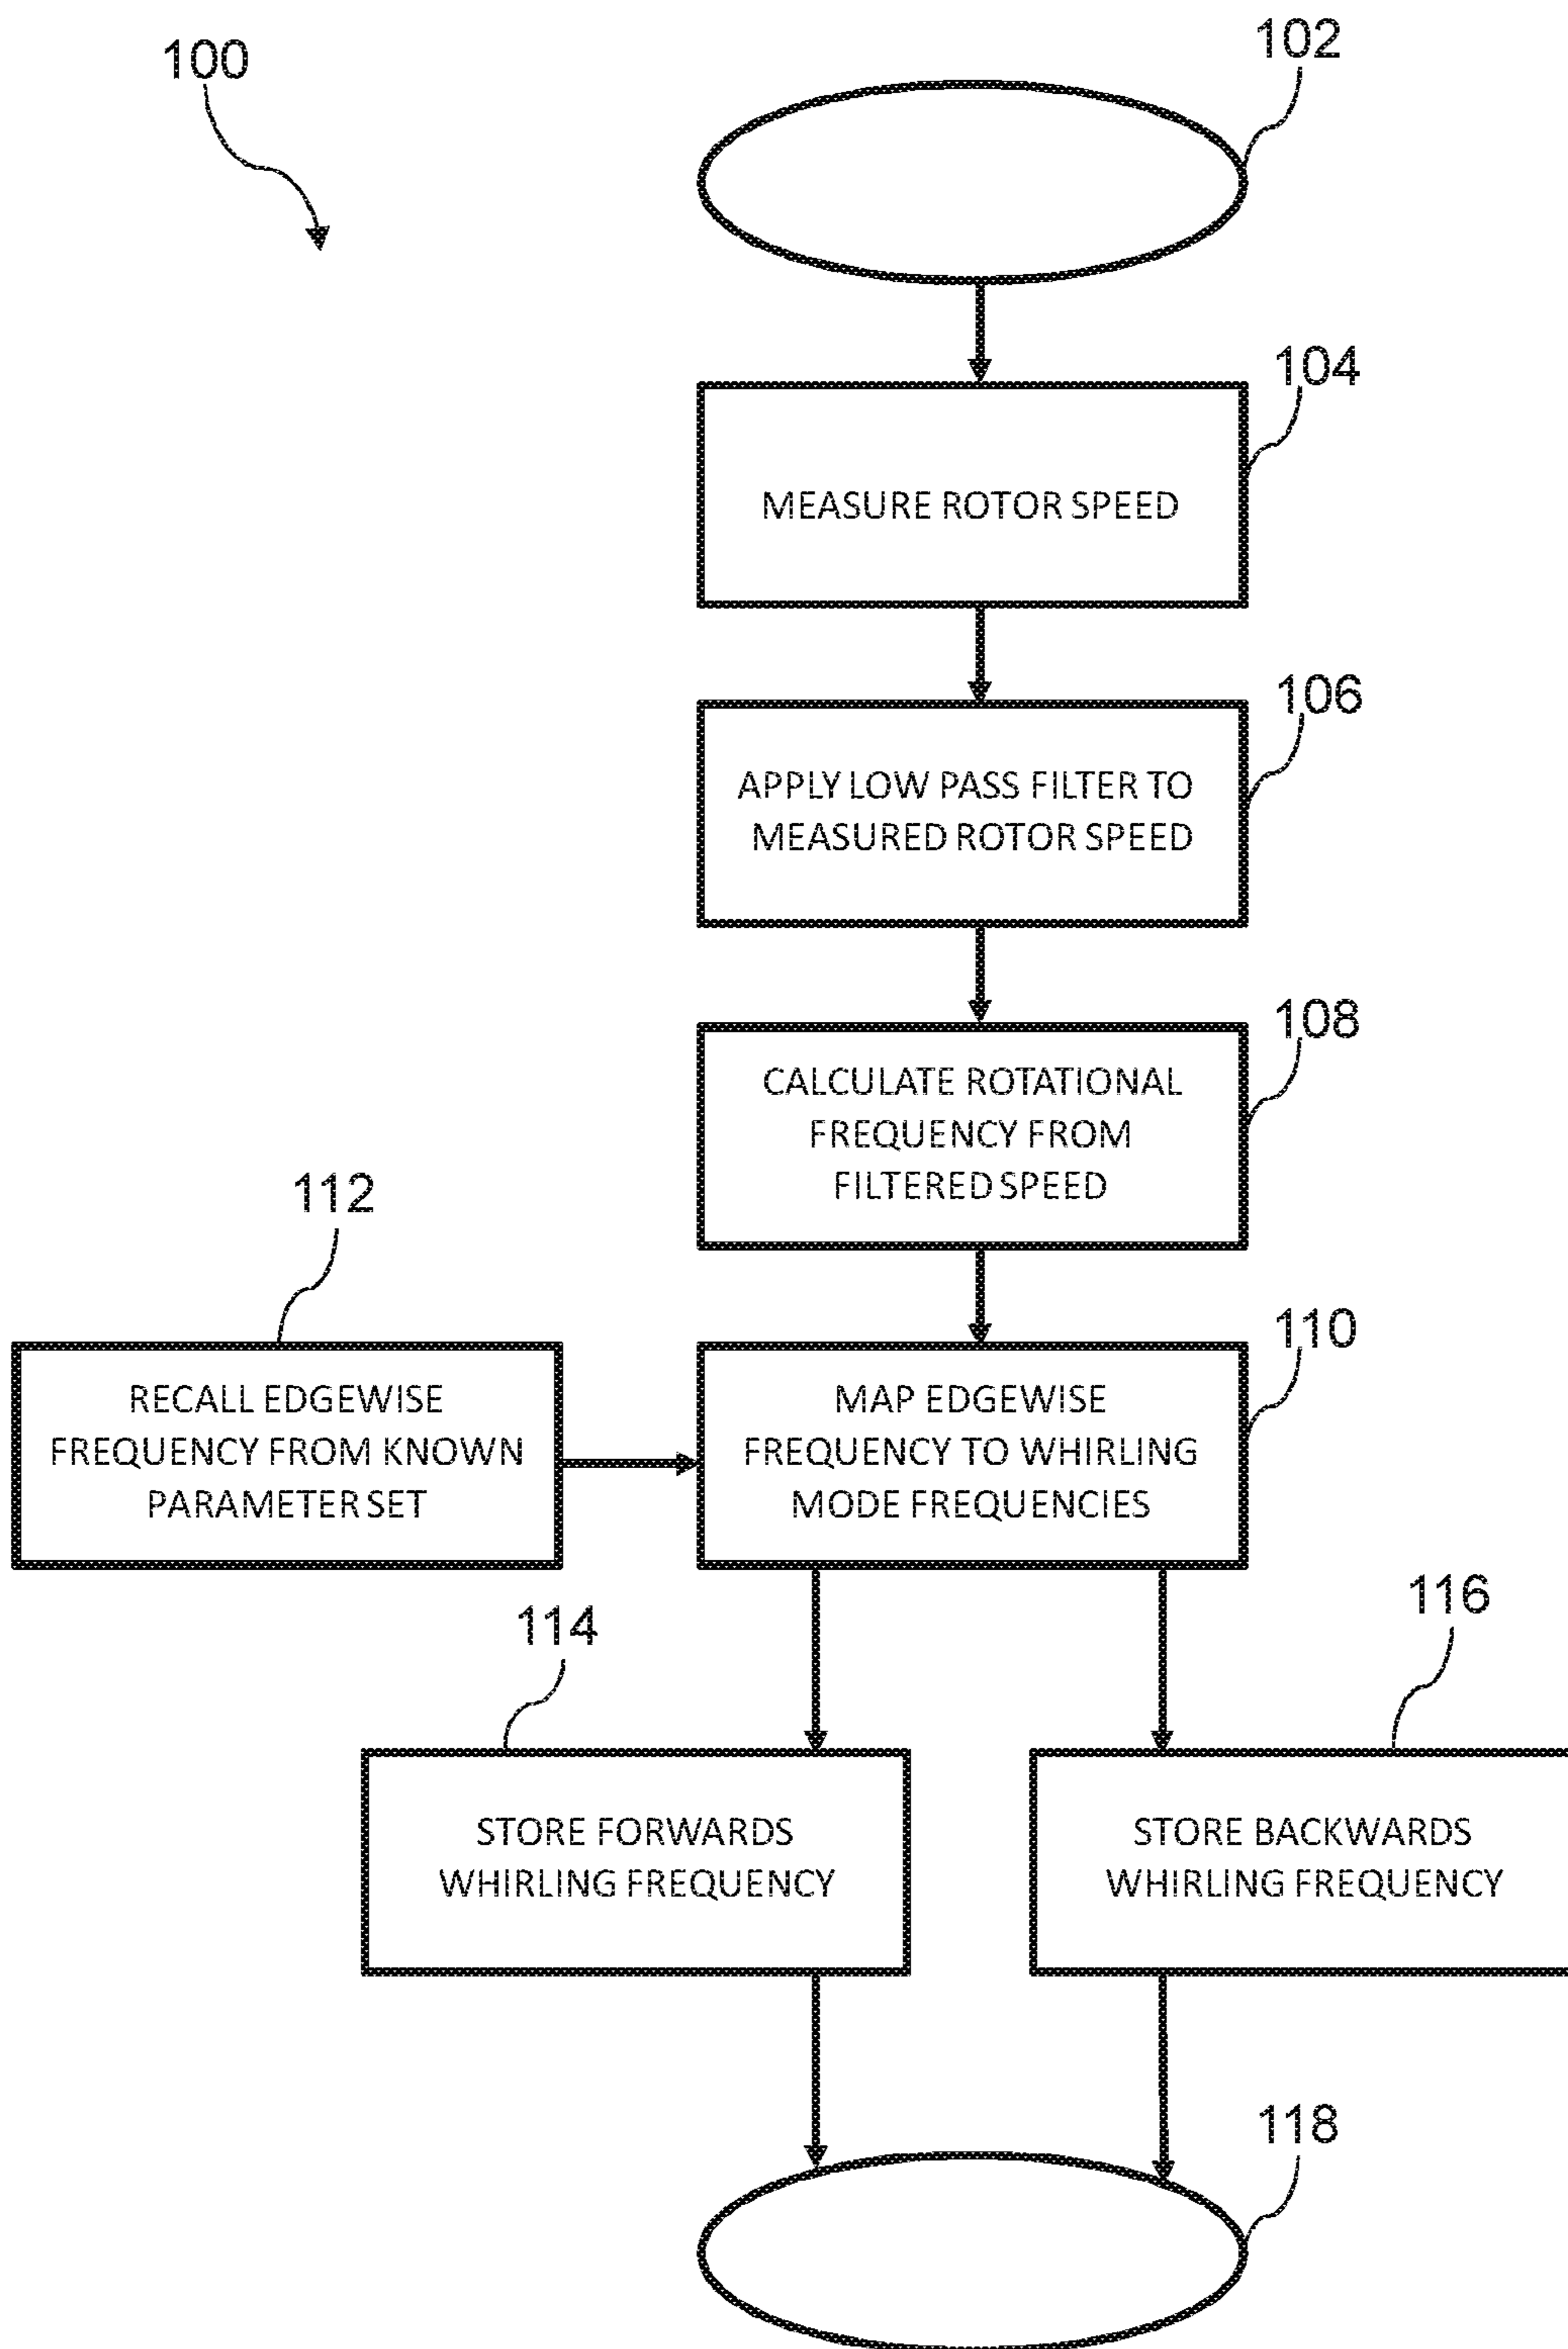 100
102
104
MEASURE ROTOR SPEED
106
APPLY LOW PASS FILTER TO
MEASURED ROTOR SPEED
108
CALCULATE ROTATIONAL
FREQUENCY FROM
FILTERED SPEED
112
RECALL EDGEWISE
FREQUENCY FROM KNOWN
PARAMETER SET
110
MAP EDGEWISE
FREQUENCY TO WHIRLING
MODE FREQUENCIES
114
STORE FORWARDS
WHIRLING FREQUENCY
116
STORE BACKWARDS
WHIRLING FREQUENCY
118